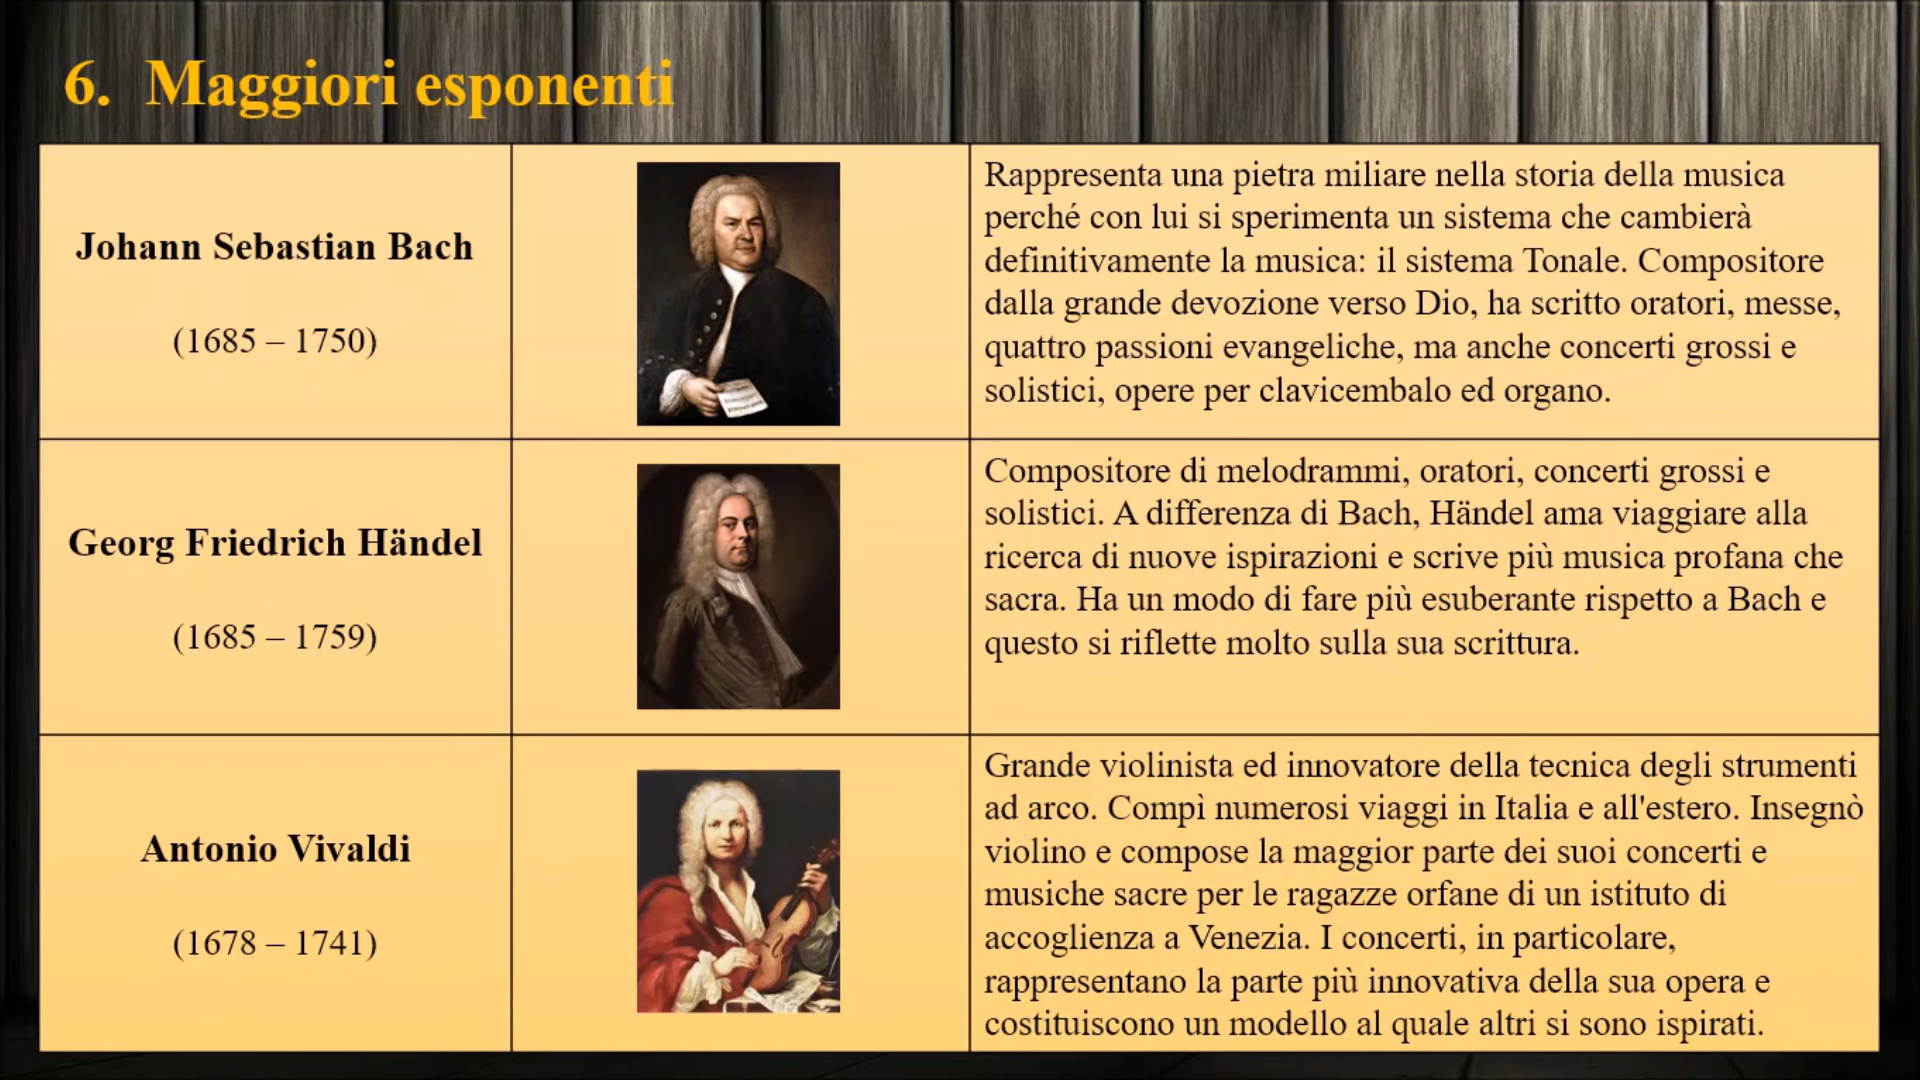 6. Maggiori esponenti
Johann Sebastian Bach
(1685 – 1750)
Rappresenta una pietra miliare nella storia della musica
perché con lui si sperimenta un sistema che cambierà
definitivamente la musica: il sistema Tonale. Compositore
dalla grande devozione verso Dio, ha scritto oratori, messe,
quattro passioni evangeliche, ma anche concerti grossi e
solistici, opere per clavicembalo ed organo.
Georg Friedrich Händel
(1685 – 1759)
Compositore di melodrammi, oratori, concerti grossi e
solistici. A differenza di Bach, Händel ama viaggiare alla
ricerca di nuove ispirazioni e scrive più musica profana che
sacra. Ha un modo di fare più esuberante rispetto a Bach e
questo si riflette molto sulla sua scrittura.
Antonio Vivaldi
(1678 – 1741)
Grande violinista ed innovatore della tecnica degli strumenti
ad arco. Compì numerosi viaggi in Italia e all'estero. Insegnò
violino e compose la maggior parte dei suoi concerti e
musiche sacre per le ragazze orfane di un istituto di
accoglienza a Venezia. I concerti, in particolare,
rappresentano la parte più innovativa della sua opera e
costituiscono un modello al quale altri si sono ispirati.